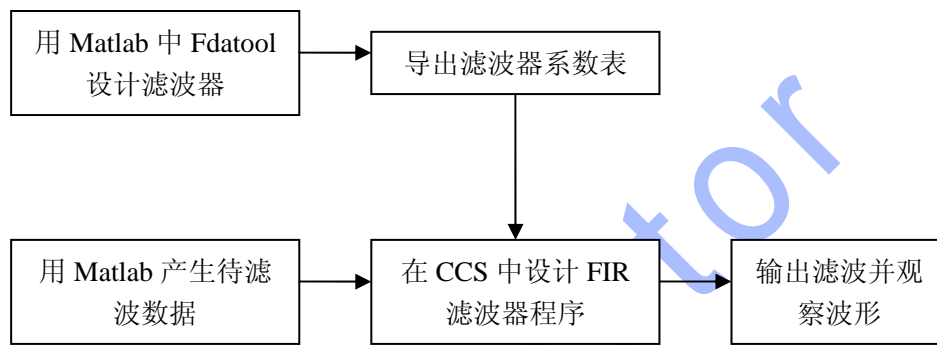 用 Matlab 中 Fdatool
设计滤波器
导出滤波器系数表
用 Matlab 产生待滤
波数据
在 CCS 中设计 FIR
滤波器程序
输出滤波并观
察波形
tor